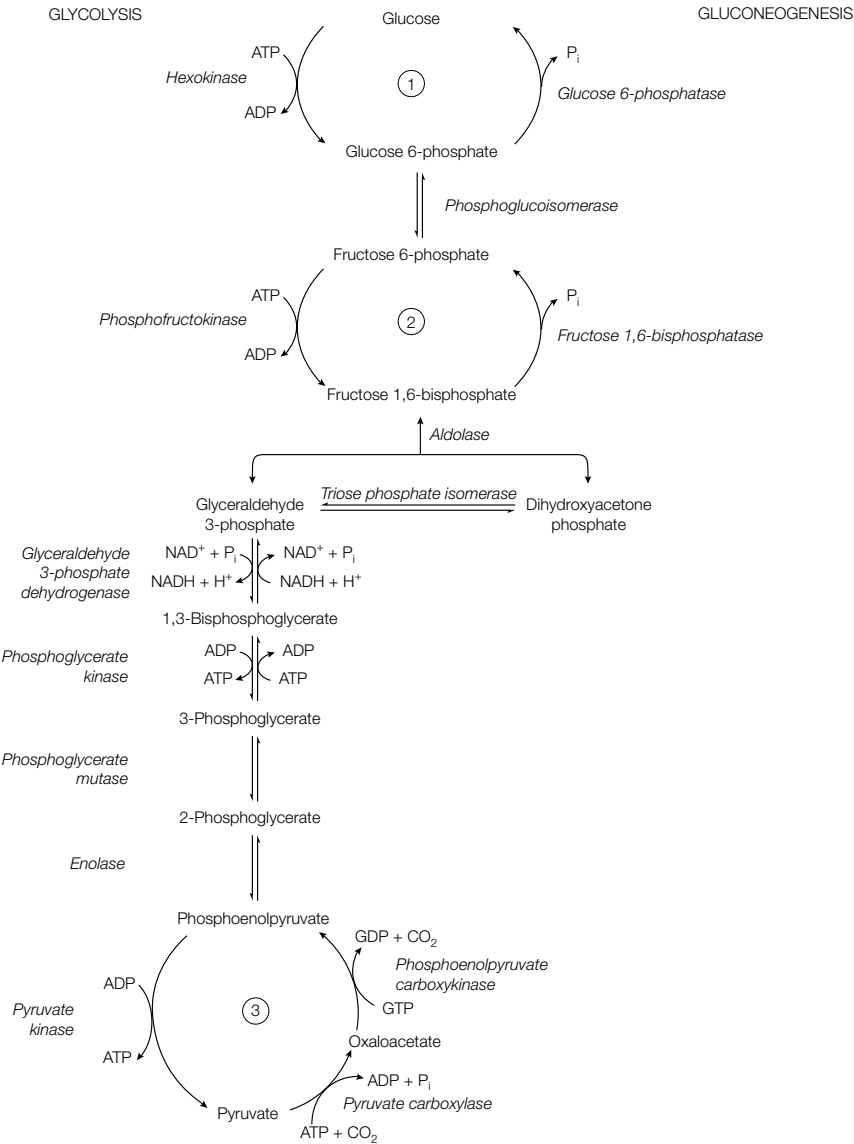 GLYCOLYSIS
Glucose
GLUCONEOGENESIS
ATP
Hexokinase
ADP
1
Pi
Glucose 6-phosphatase
Glucose 6-phosphate
Phosphoglucoisomerase
Fructose 6-phosphate
ATP
Phosphofructokinase
ADP
2
Pi
Fructose 1,6-bisphosphatase
Fructose 1,6-bisphosphate
Aldolase
Glyceraldehyde
3-phosphate
Triose phosphate isomerase
Dihydroxyacetone
phosphate
Glyceraldehyde
3-phosphate
dehydrogenase
NAD+ + Pi
NADH + H+
NAD+ + Pi
NADH + H+
1,3-Bisphosphoglycerate
Phosphoglycerate
kinase
ADP
ATP
ADP
ATP
3-Phosphoglycerate
Phosphoglycerate
mutase
2-Phosphoglycerate
Enolase
Phosphoenolpyruvate
ADP
Pyruvate
kinase
ATP
3
GDP + CO2
Phosphoenolpyruvate
carboxykinase
GTP
Oxaloacetate
ADP + Pi
Pyruvate carboxylase
Pyruvate
ATP + CO2